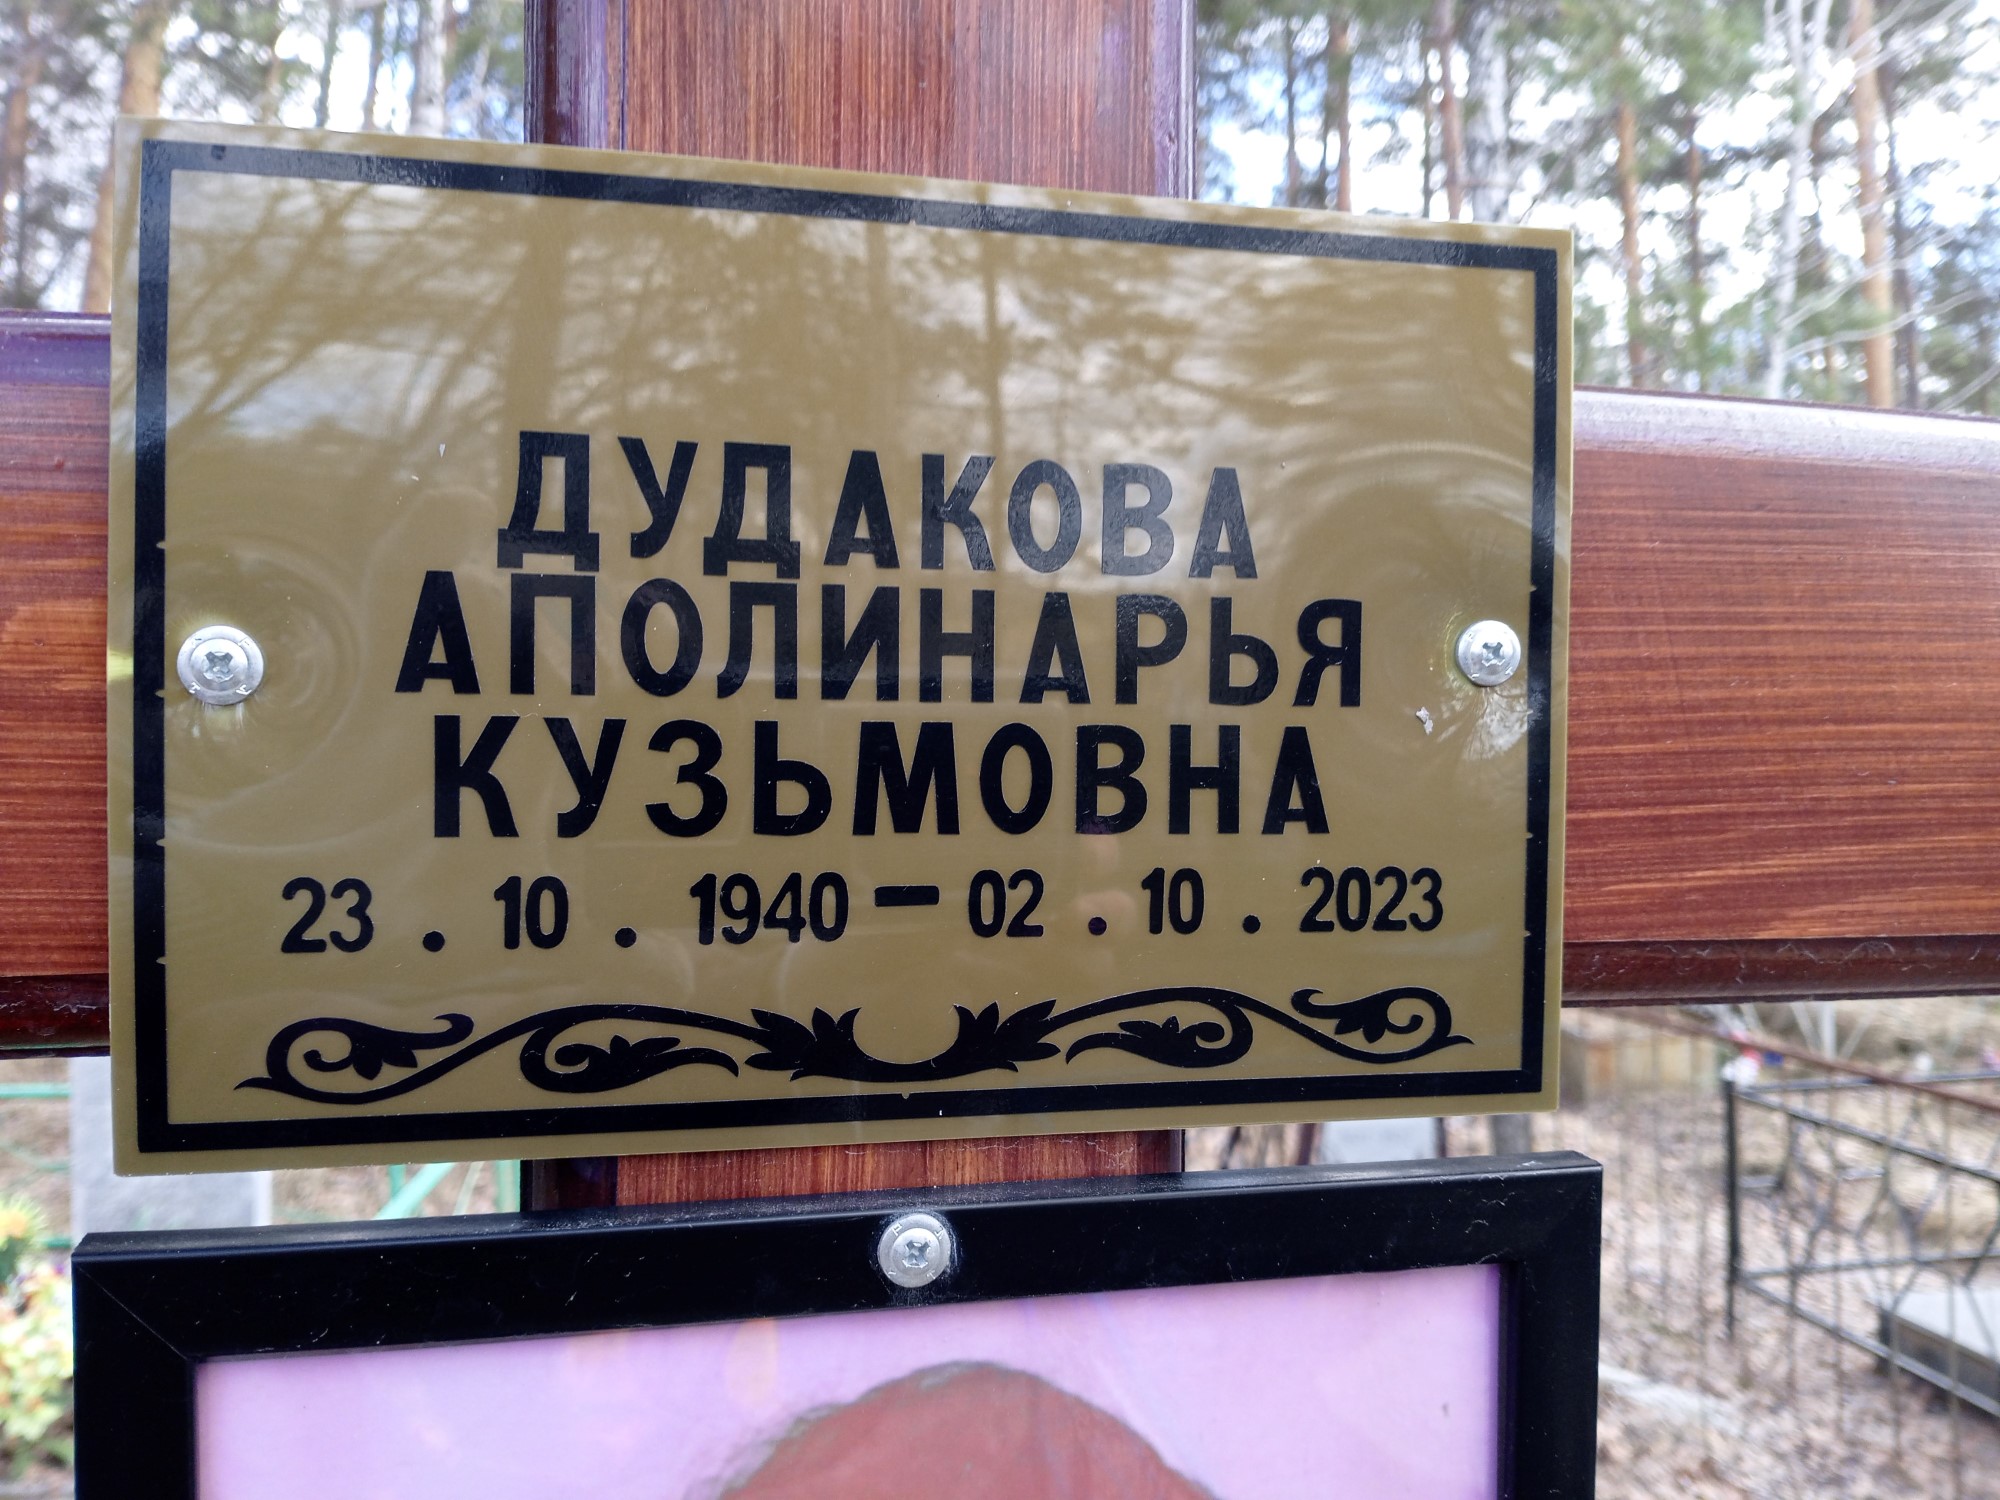 ДУДАКОВА
АПОЛИНАРЬЯ
КУЗЬМОВНА
23 . 10 . 1940 – 02 . 10 . 2023